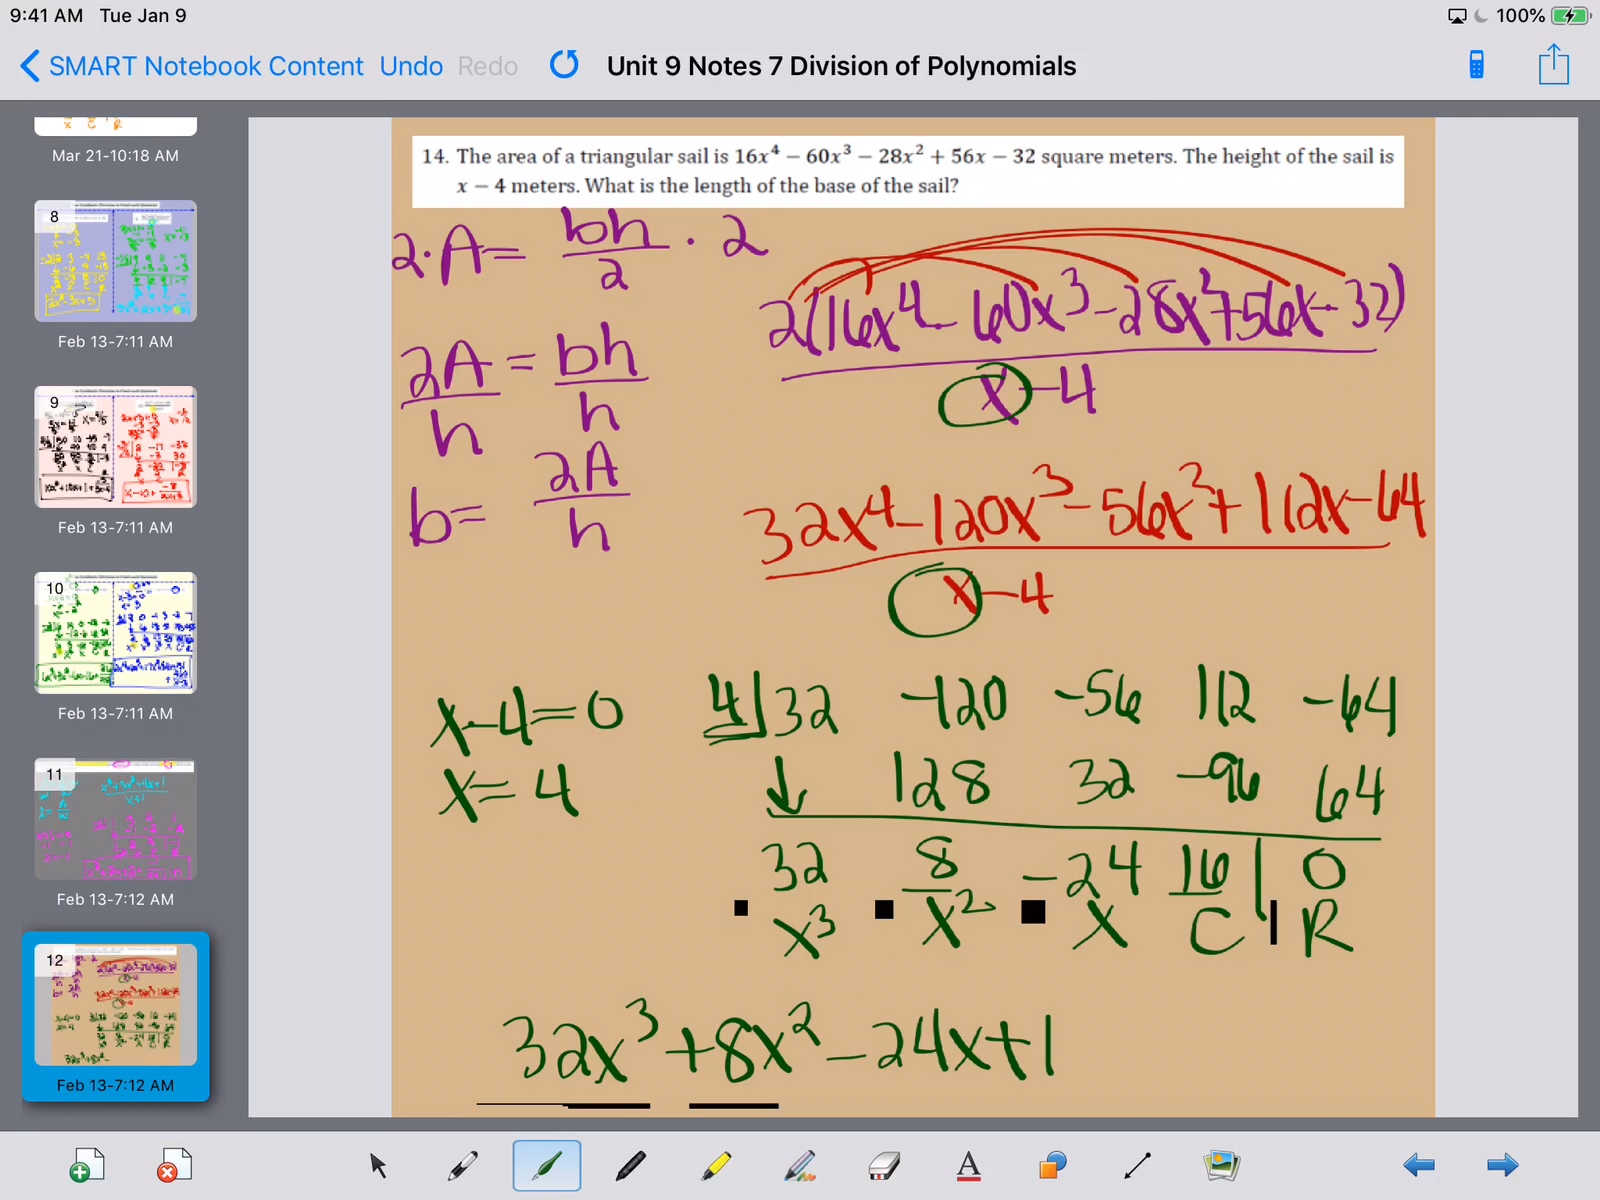 9:41 AM Tue Jan 9
100%
SMART Notebook Content Undo Redo
Unit 9 Notes 7 Division of Polynomials
Mar 21-10:18 AM
8
Feb 13-7:11 AM
9
Feb 13-7:11 AM
10
Feb 13-7:11 AM
11
Feb 13-7:12 AM
12
Feb 13-7:12 AM
14. The area of a triangular sail is 16x⁴ − 60x³ − 28x² + 56x − 32 square meters. The height of the sail is
x − 4 meters. What is the length of the base of the sail?
2·A = bh/2 · 2
2A/h = bh/h
b = 2A/h
2(16x⁴ - 60x³ - 28x² + 56x - 32)
x - 4
32x⁴ - 120x³ - 56x² + 112x - 64
x - 4
x - 4 = 0
x = 4
4 | 32 -120 -56 112 -64
↓ 128 32 -96 64
32 8 -24 16 | 0
x³ x² x C | R
32x³ + 8x² - 24x + 1
A